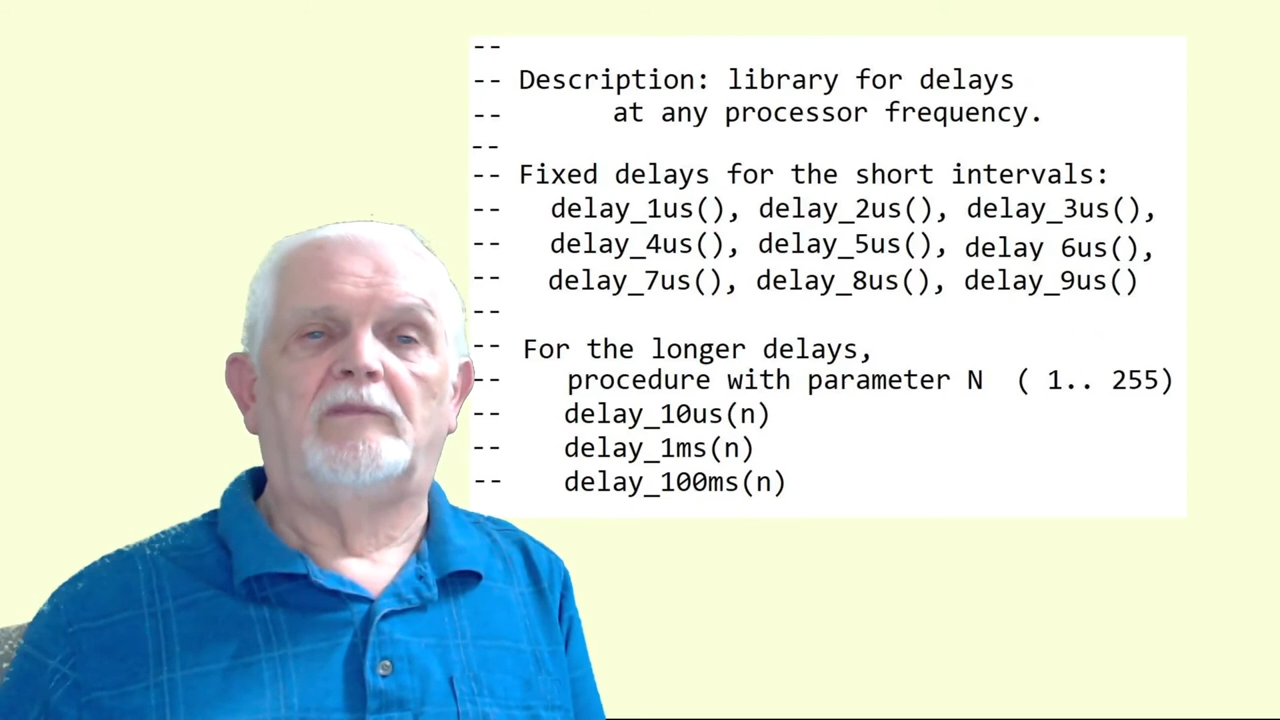 --
-- Description: library for delays
-- at any processor frequency.
--
-- Fixed delays for the short intervals:
-- delay_1us(), delay_2us(), delay_3us(),
-- delay_4us(), delay_5us(), delay 6us(),
-- delay_7us(), delay_8us(), delay_9us()
--
-- For the longer delays,
-- procedure with parameter N ( 1.. 255)
-- delay_10us(n)
-- delay_1ms(n)
-- delay_100ms(n)